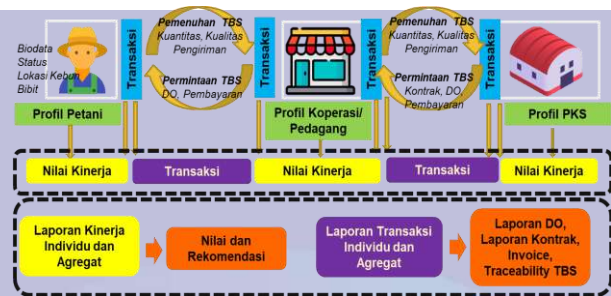 Biodata
Status
Lokasi Kebun
Bibit
Transaksi
Pemenuhan TBS
Kuantitas, Kualitas
Pengiriman
Permintaan TBS
DO, Pembayaran
Transaksi
Transaksi
Pemenuhan TBS
Kuantitas, Kualitas
Pengiriman
Permintaan TBS
Kontrak, DO,
Pembayaran
Transaksi
Profil Petani
Profil Koperasi/
Pedagang
Profil PKS
Nilai Kinerja
Transaksi
Nilai Kinerja
Transaksi
Nilai Kinerja
Laporan Kinerja
Individu dan
Agregat
Nilai dan
Rekomendasi
Laporan Transaksi
Individu dan
Agregat
Laporan DO,
Laporan Kontrak,
Invoice,
Traceability TBS